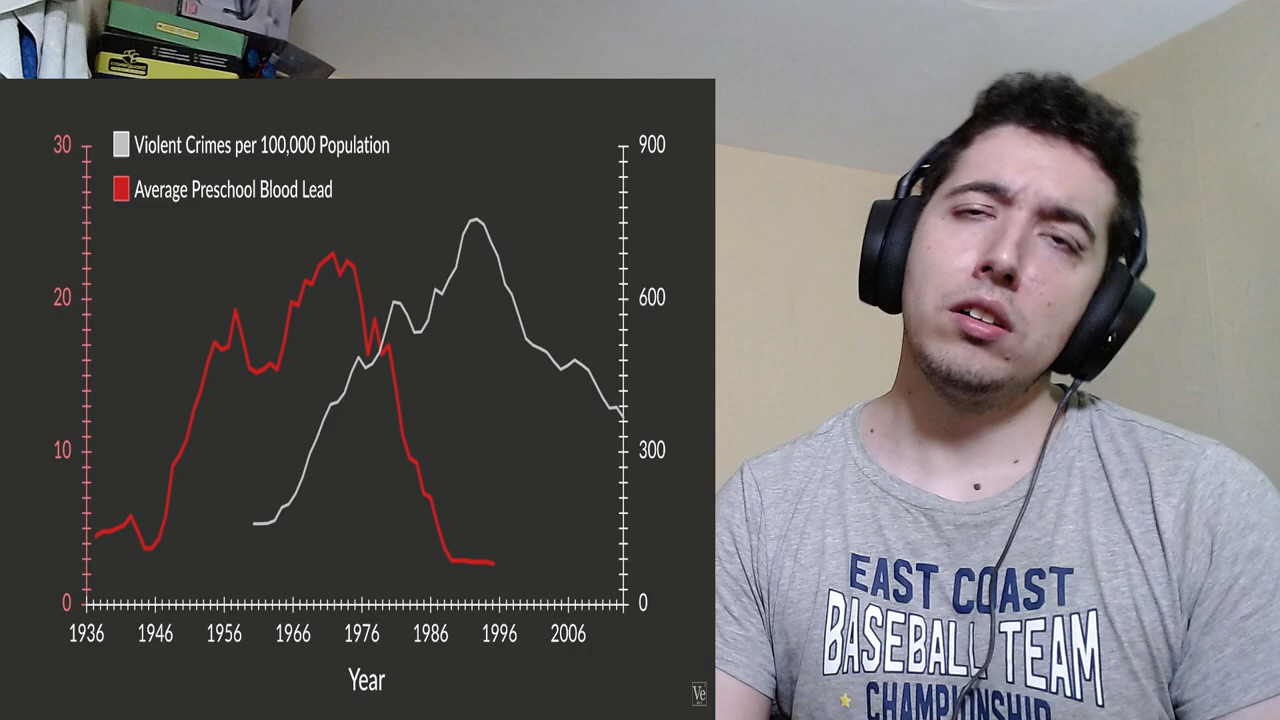 Violent Crimes per 100,000 Population
Average Preschool Blood Lead
30
20
10
0
900
600
300
0
1936 1946 1956 1966 1976 1986 1996 2006
Year
Ve
EAST COAST
BASEBALL TEAM
CHAMPIONSHIP